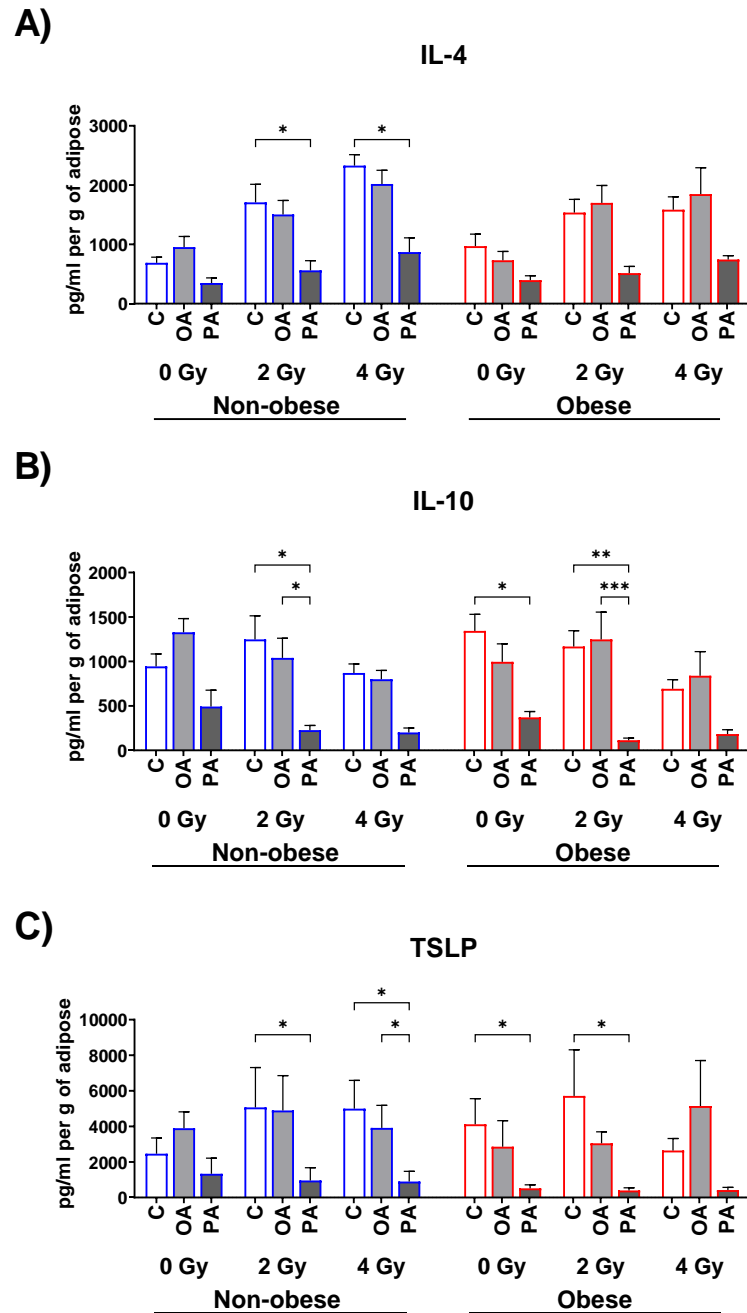 A)
IL-4
pg/ml per g of adipose
3000
2000
1000
0
* *
C OA PA C OA PA C OA PA C OA PA C OA PA C OA PA
0 Gy 2 Gy 4 Gy 0 Gy 2 Gy 4 Gy
Non-obese Obese
B)
IL-10
pg/ml per g of adipose
2000
1500
1000
500
0
* **
* * ***
C OA PA C OA PA C OA PA C OA PA C OA PA C OA PA
0 Gy 2 Gy 4 Gy 0 Gy 2 Gy 4 Gy
Non-obese Obese
C)
TSLP
pg/ml per g of adipose
10000
8000
6000
4000
2000
0
*
* * * *
C OA PA C OA PA C OA PA C OA PA C OA PA C OA PA
0 Gy 2 Gy 4 Gy 0 Gy 2 Gy 4 Gy
Non-obese Obese